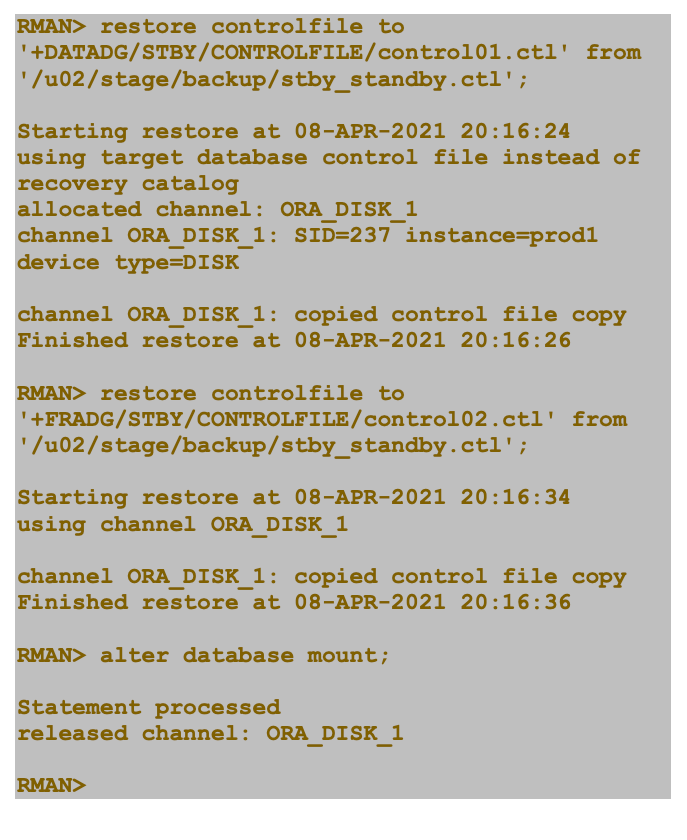 RMAN> restore controlfile to
'+DATADG/STBY/CONTROLFILE/control01.ctl' from
'/u02/stage/backup/stby_standby.ctl';
Starting restore at 08-APR-2021 20:16:24
using target database control file instead of
recovery catalog
allocated channel: ORA_DISK_1
channel ORA_DISK_1: SID=237 instance=prod1
device type=DISK
channel ORA_DISK_1: copied control file copy
Finished restore at 08-APR-2021 20:16:26
RMAN> restore controlfile to
'+FRADG/STBY/CONTROLFILE/control02.ctl' from
'/u02/stage/backup/stby_standby.ctl';
Starting restore at 08-APR-2021 20:16:34
using channel ORA_DISK_1
channel ORA_DISK_1: copied control file copy
Finished restore at 08-APR-2021 20:16:36
RMAN> alter database mount;
Statement processed
released channel: ORA_DISK_1
RMAN>